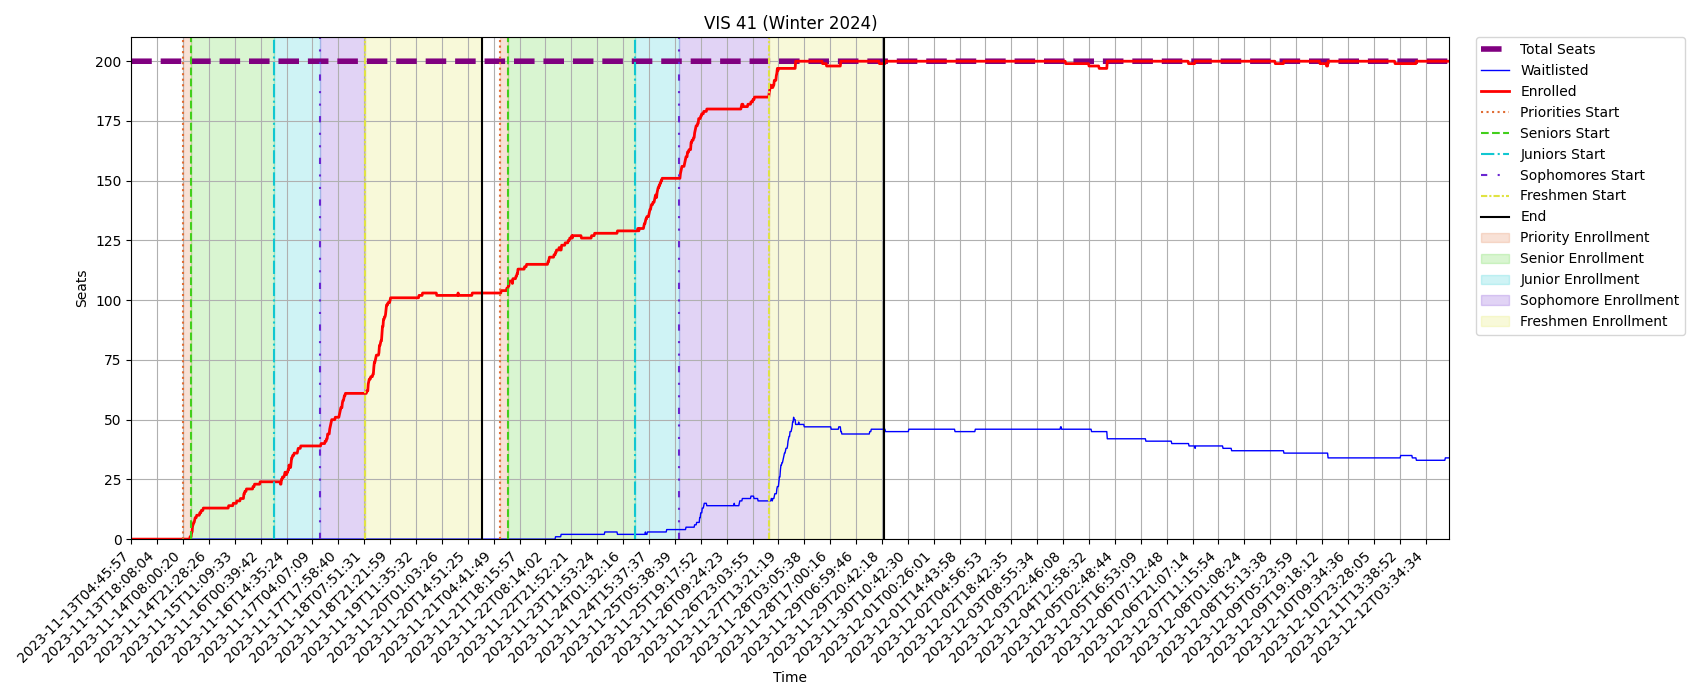 VIS 41 (Winter 2024)
Seats
200
175
150
125
100
75
50
25
0
2023-11-13T04:45:57
2023-11-13T18:08:04
2023-11-14T08:00:20
2023-11-14T21:28:26
2023-11-15T11:09:33
2023-11-16T00:39:42
2023-11-16T14:35:24
2023-11-17T04:07:09
2023-11-17T17:58:40
2023-11-18T07:51:31
2023-11-18T21:21:59
2023-11-19T11:35:32
2023-11-20T01:03:26
2023-11-20T14:51:25
2023-11-21T04:41:49
2023-11-21T18:15:57
2023-11-22T08:14:02
2023-11-22T21:52:21
2023-11-23T11:53:24
2023-11-24T01:32:16
2023-11-24T15:37:37
2023-11-25T05:38:39
2023-11-25T19:17:52
2023-11-26T09:24:23
2023-11-26T23:03:55
2023-11-27T13:21:19
2023-11-28T03:05:38
2023-11-28T17:00:16
2023-11-29T06:59:46
2023-11-29T20:42:18
2023-11-30T10:42:30
2023-12-01T00:26:01
2023-12-01T14:43:58
2023-12-02T04:56:53
2023-12-02T18:42:35
2023-12-03T08:55:34
2023-12-03T22:46:08
2023-12-04T12:58:32
2023-12-05T02:48:44
2023-12-05T16:53:09
2023-12-06T07:12:48
2023-12-06T21:07:14
2023-12-07T11:15:54
2023-12-08T01:08:24
2023-12-08T15:13:38
2023-12-09T05:23:59
2023-12-09T19:18:12
2023-12-10T09:34:36
2023-12-10T23:28:05
2023-12-11T13:38:52
2023-12-12T03:34:34
Time
Total Seats
Waitlisted
Enrolled
Priorities Start
Seniors Start
Juniors Start
Sophomores Start
Freshmen Start
End
Priority Enrollment
Senior Enrollment
Junior Enrollment
Sophomore Enrollment
Freshmen Enrollment